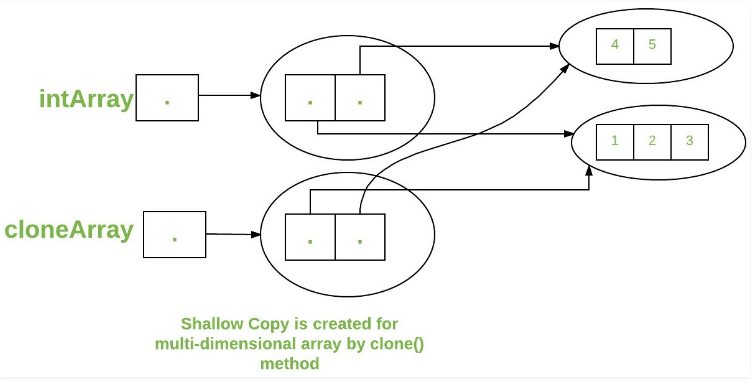 4 5
intArray . . .
1 2 3
cloneArray . . .
Shallow Copy is created for
multi-dimensional array by clone()
method